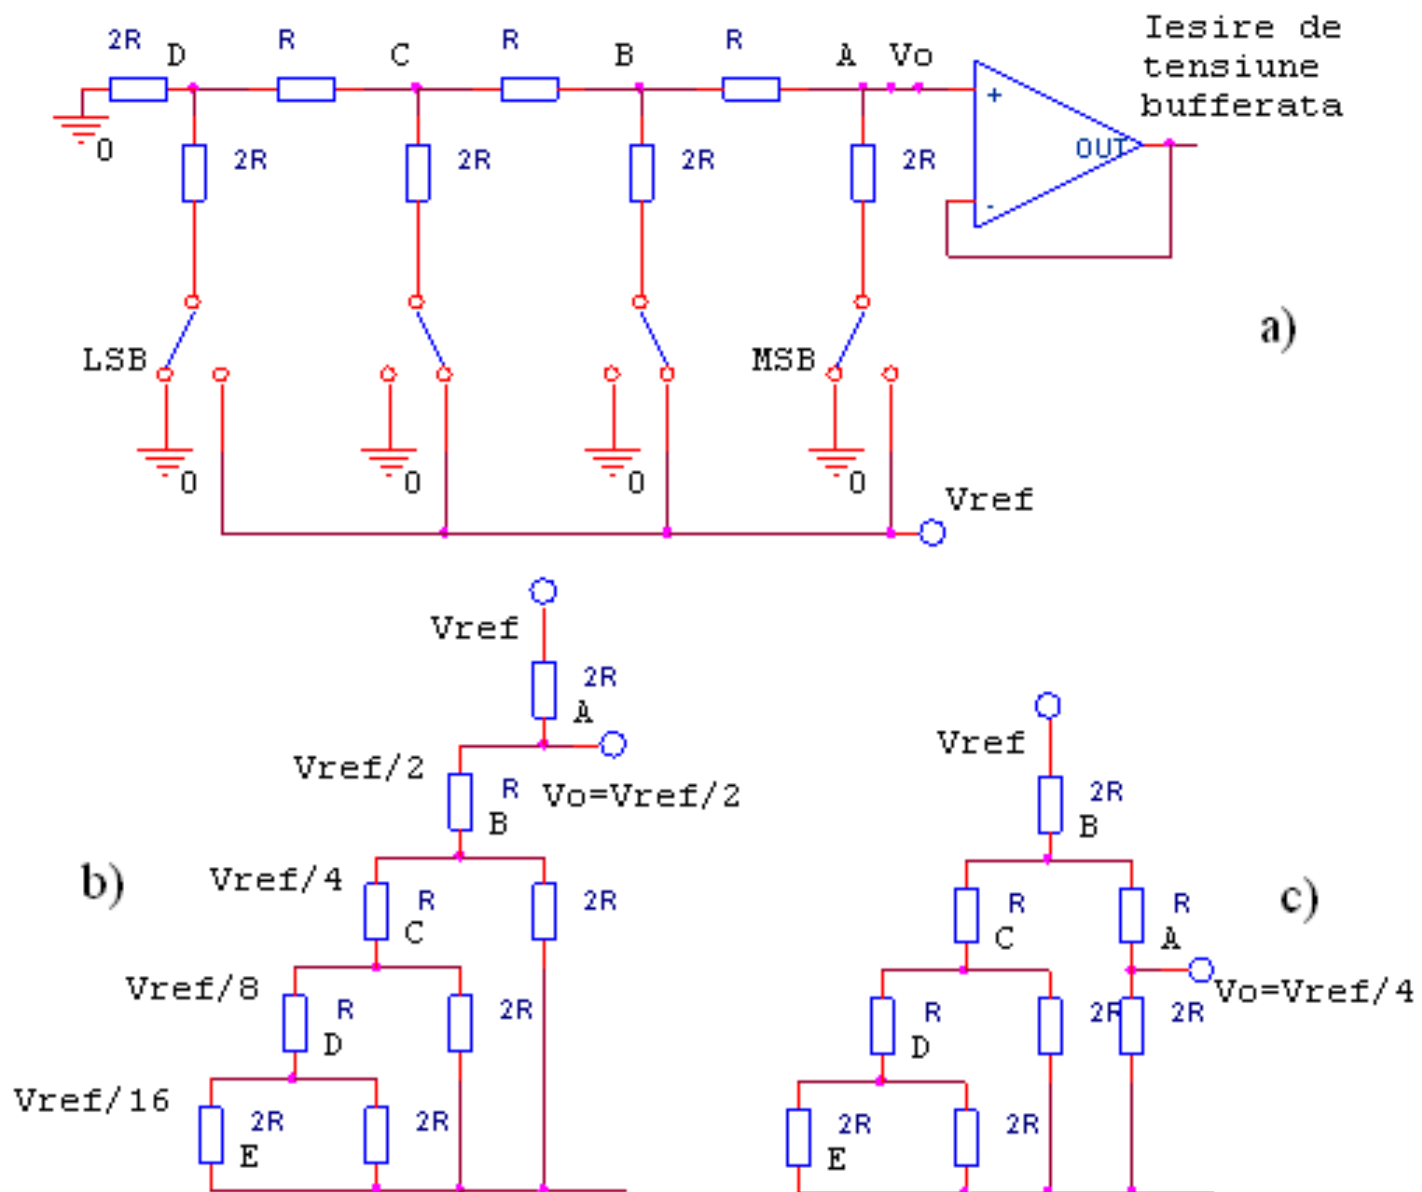 Iesire de
tensiune
bufferata
2R D R C R B R A Vo
+
0 2R 2R 2R 2R OUT
-
a)
LSB MSB
0 0 0 0
Vref
Vref
2R
A
Vref/2
R Vo=Vref/2
B
b)
Vref/4
R 2R
C
Vref/8
R 2R
D
Vref/16
2R 2R
E
Vref
2R
B
c)
R R
C A
Vo=Vref/4
R 2R 2R
D
2R 2R
E